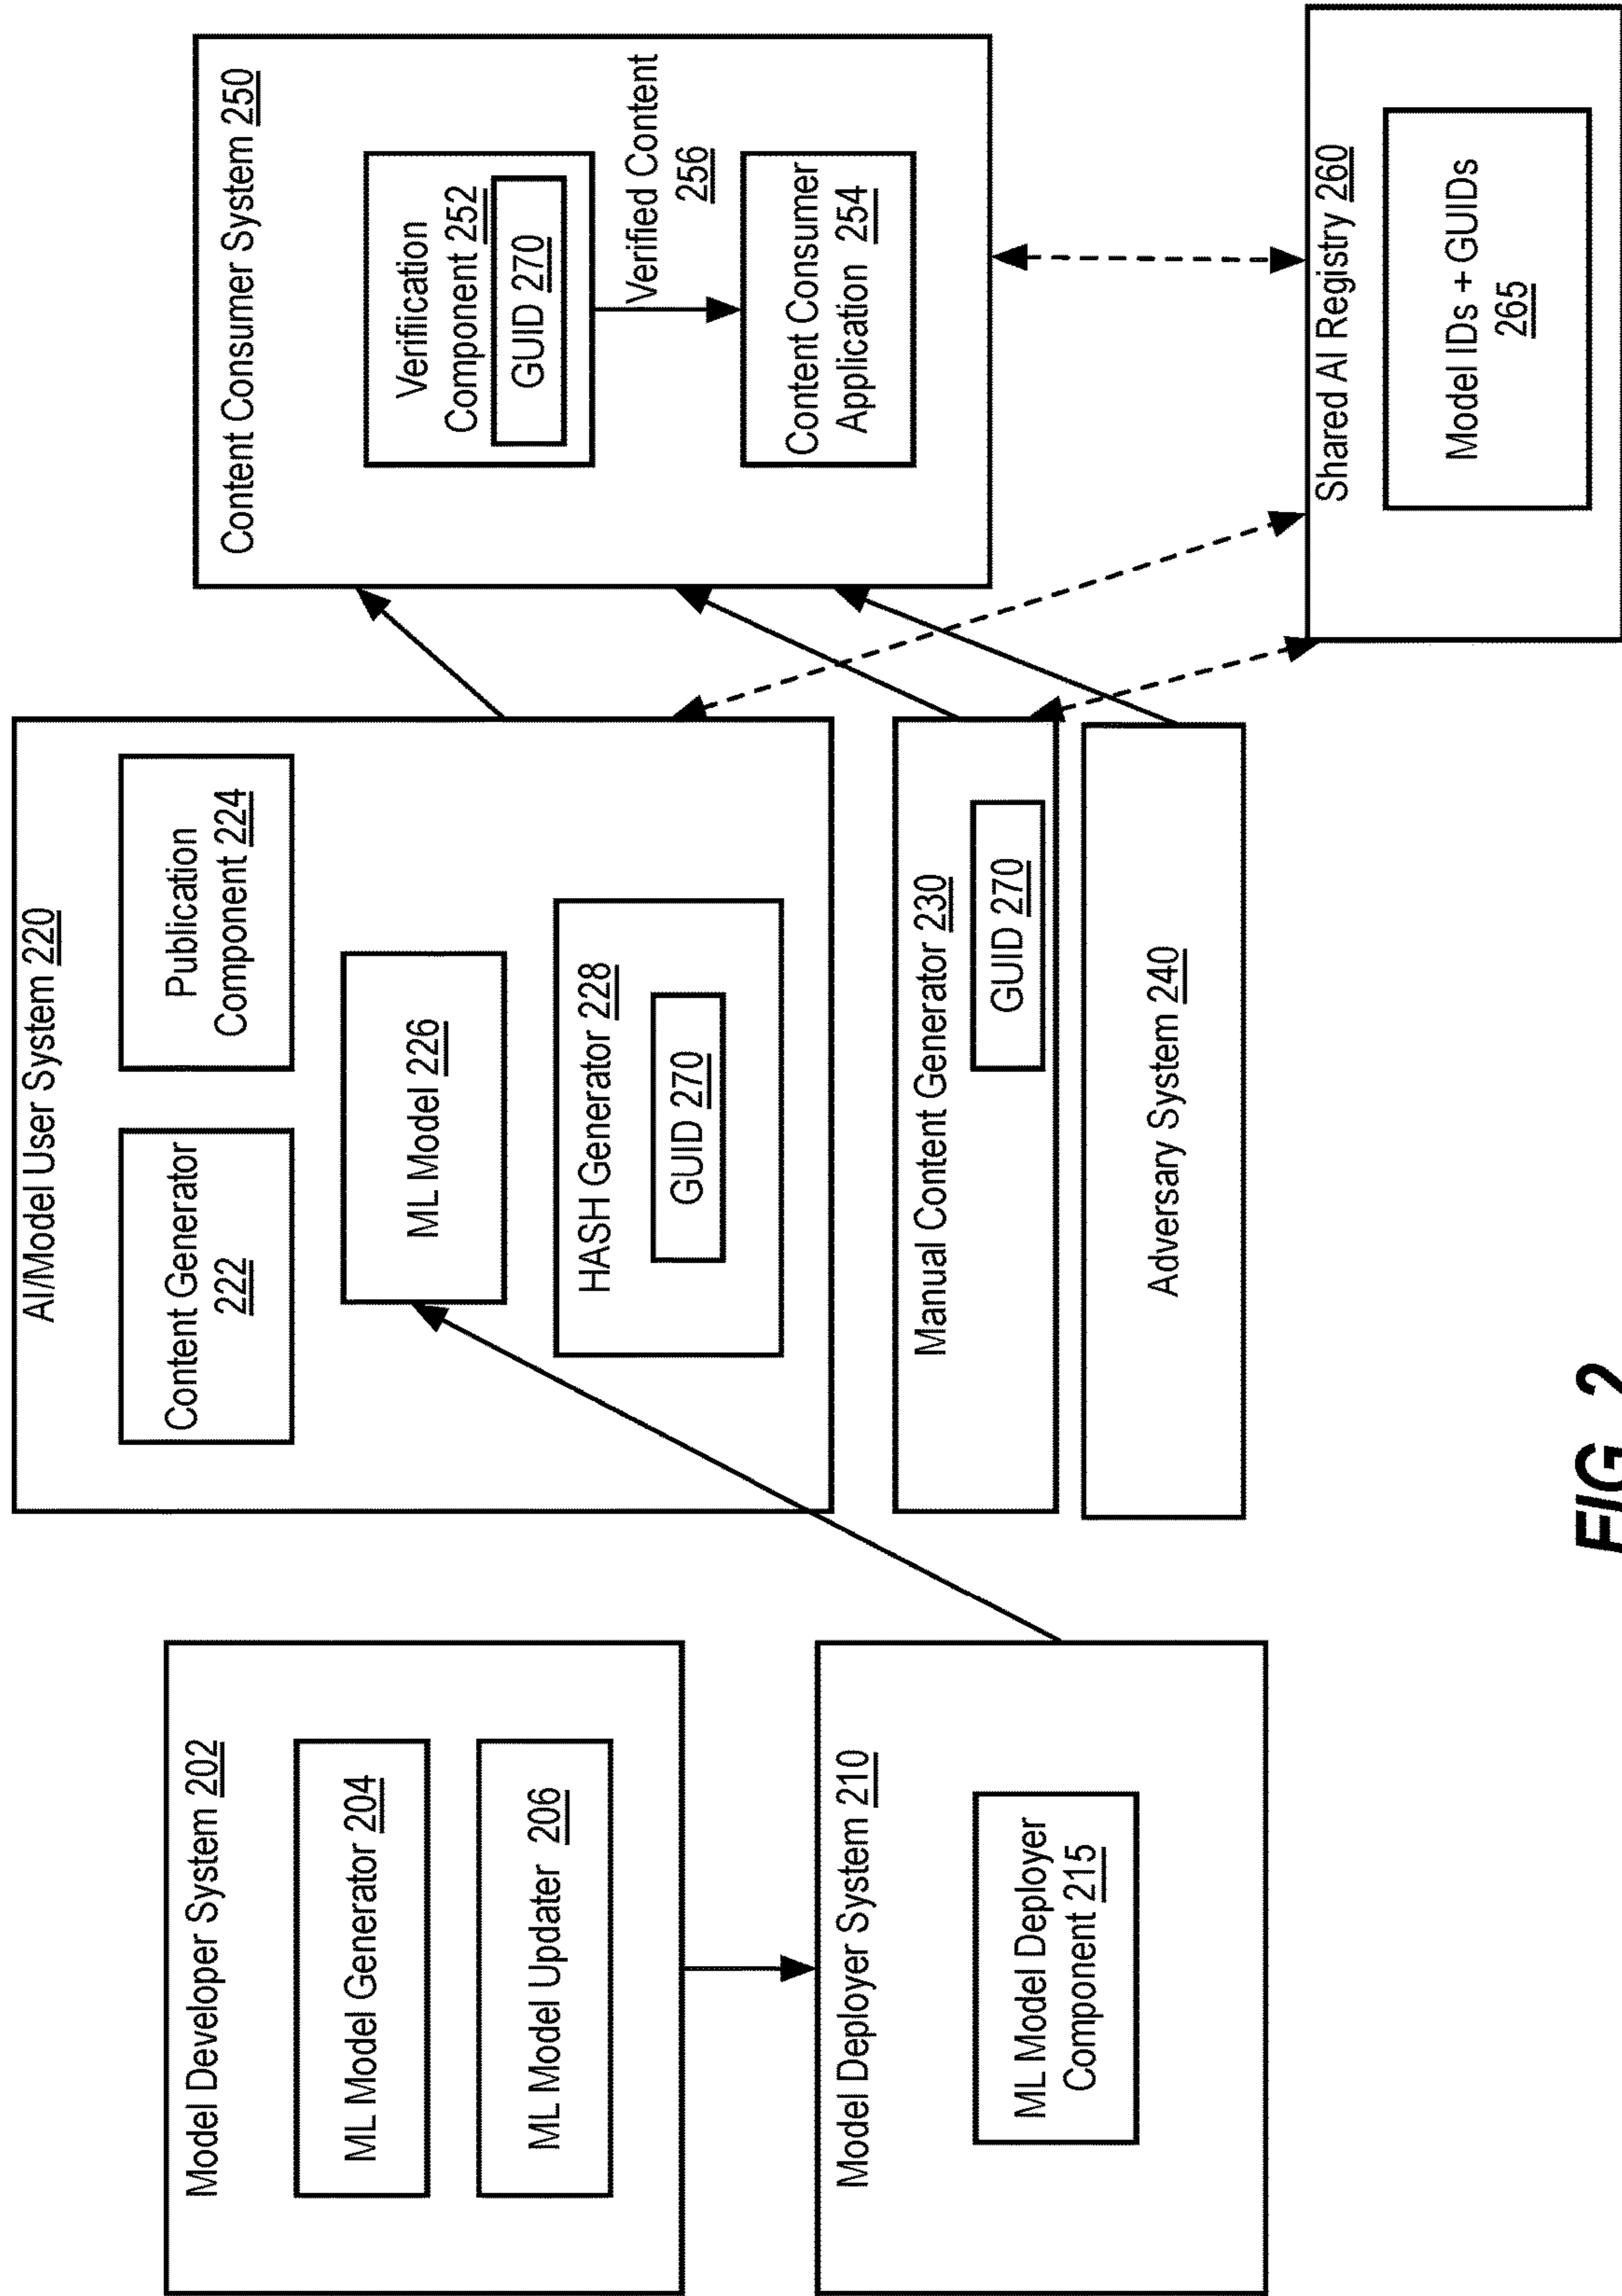 Model Developer System 202
ML Model Generator 204
ML Model Updater 206
Model Deployer System 210
ML Model Deployer
Component 215
AI/Model User System 220
Content Generator
222
Publication
Component 224
ML Model 226
HASH Generator 228
GUID 270
Manual Content Generator 230
GUID 270
Adversary System 240
Content Consumer System 250
Verifiication
Component 252
GUID 270
Verified Content
256
Content Consumer
Application 254
Shared AI Registry 260
Model IDs + GUIDs
265
FIG. 2